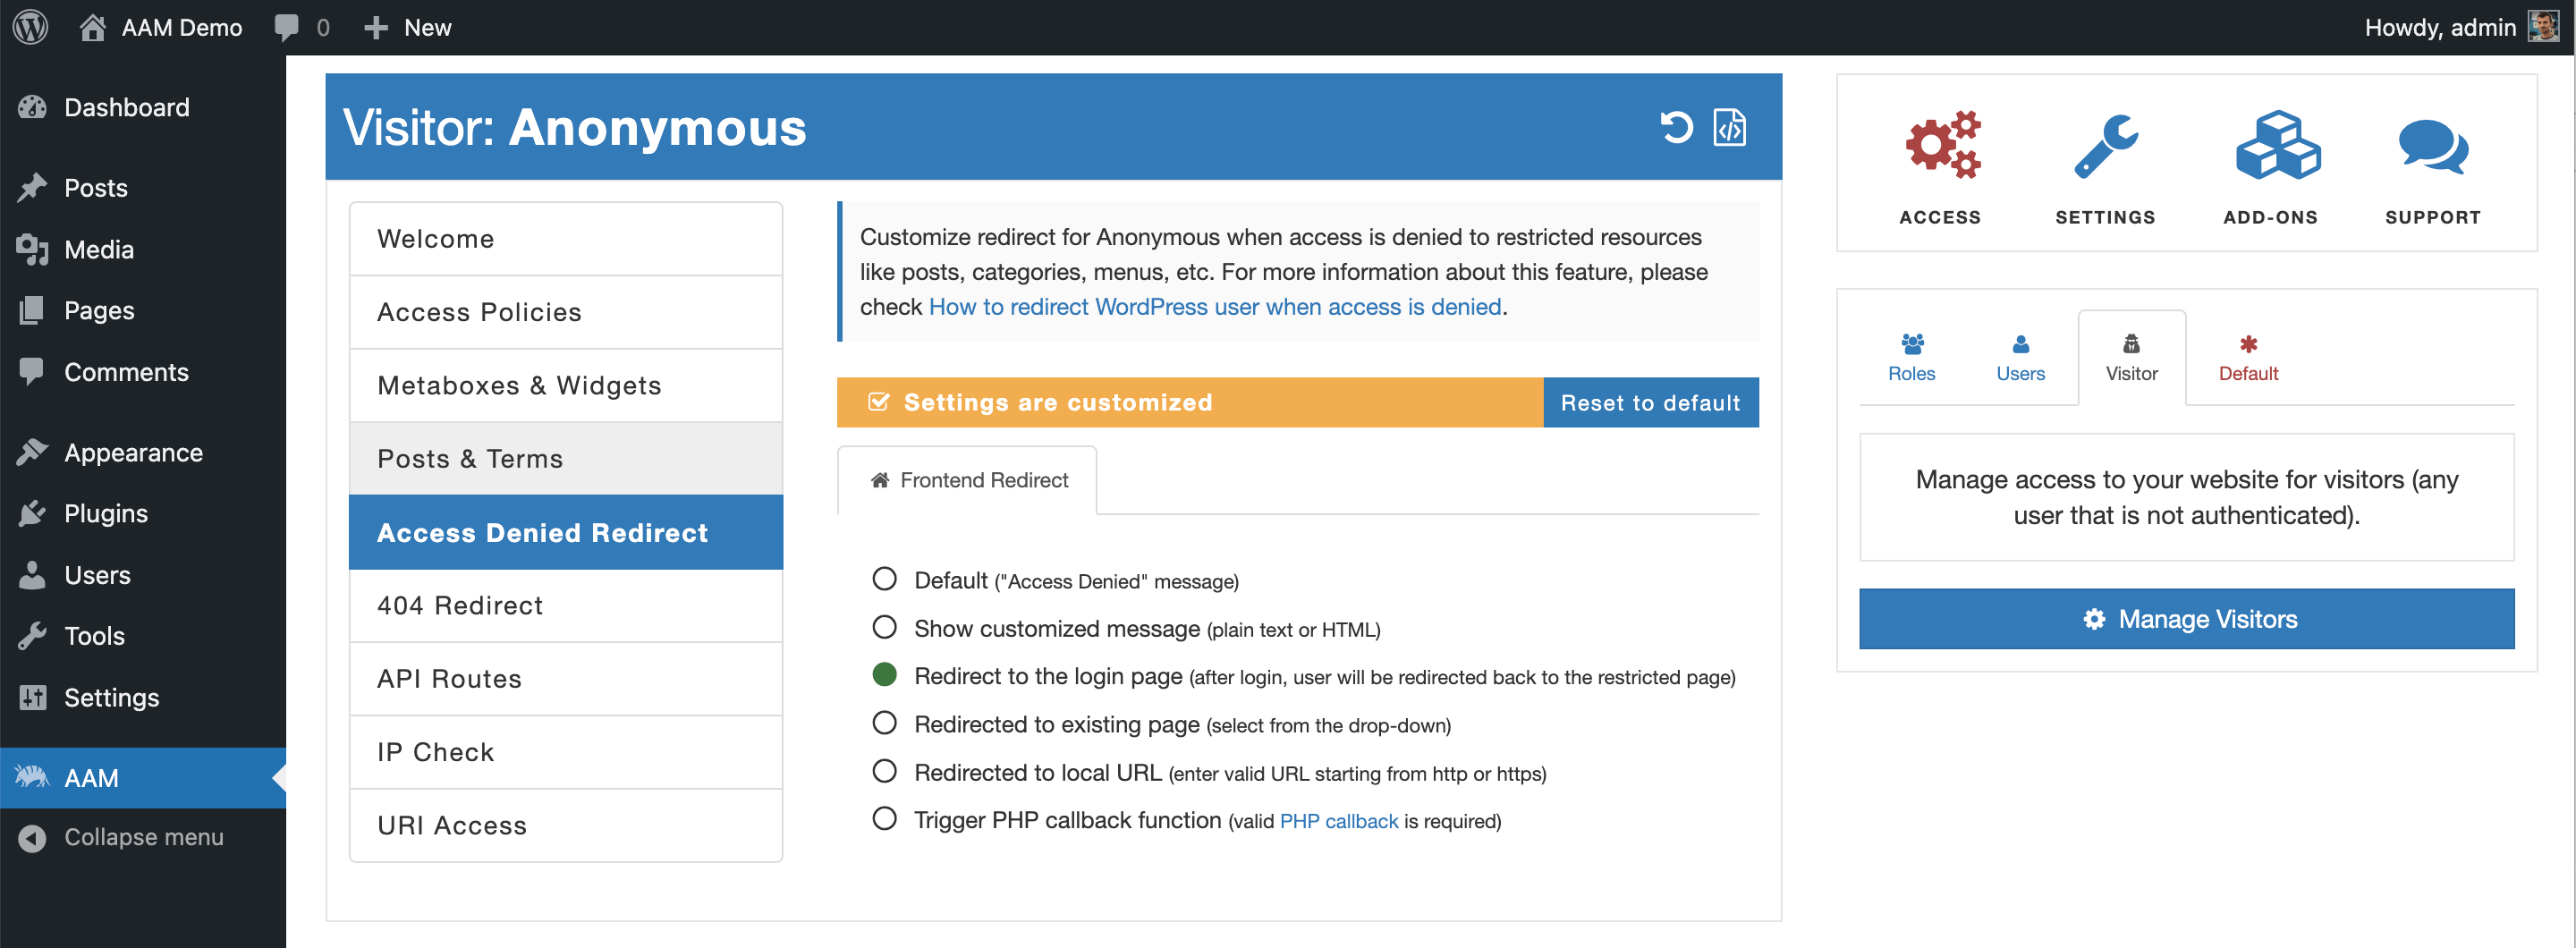 AAM Demo 0 New Howdy, admin
Dashboard
Posts
Media
Pages
Comments
Appearance
Plugins
Users
Tools
Settings
AAM
Collapse menu
Visitor: Anonymous
Welcome
Access Policies
Metaboxes & Widgets
Posts & Terms
Access Denied Redirect
404 Redirect
API Routes
IP Check
URI Access
Customize redirect for Anonymous when access is denied to restricted resources
like posts, categories, menus, etc. For more information about this feature, please
check How to redirect WordPress user when access is denied.
Settings are customized Reset to default
Frontend Redirect
Default ("Access Denied" message)
Show customized message (plain text or HTML)
Redirect to the login page (after login, user will be redirected back to the restricted page)
Redirected to existing page (select from the drop-down)
Redirected to local URL (enter valid URL starting from http or https)
Trigger PHP callback function (valid PHP callback is required)
ACCESS SETTINGS ADD-ONS SUPPORT
Roles Users Visitor Default
Manage access to your website for visitors (any
user that is not authenticated).
Manage Visitors